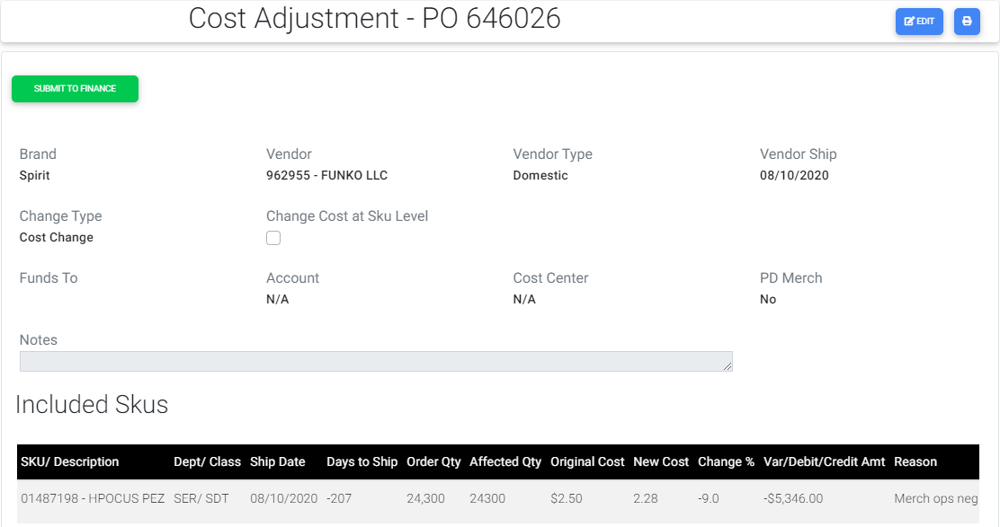 Cost Adjustment - PO 646026
EDIT
SUBMIT TO FINANCE
Brand Vendor Vendor Type Vendor Ship
Spirit 962955 - FUNKO LLC Domestic 08/10/2020
Change Type Change Cost at Sku Level
Cost Change
Funds To Account Cost Center PD Merch
N/A N/A No
Notes
Included Skus
SKU/ Description Dept/ Class Ship Date Days to Ship Order Qty Affected Qty Original Cost New Cost Change % Var/Debit/Credit Amt Reason
01487198 - HPOCUS PEZ SER/ SDT 08/10/2020 -207 24,300 24300 $2.50 2.28 -9.0 -$5,346.00 Merch ops neg